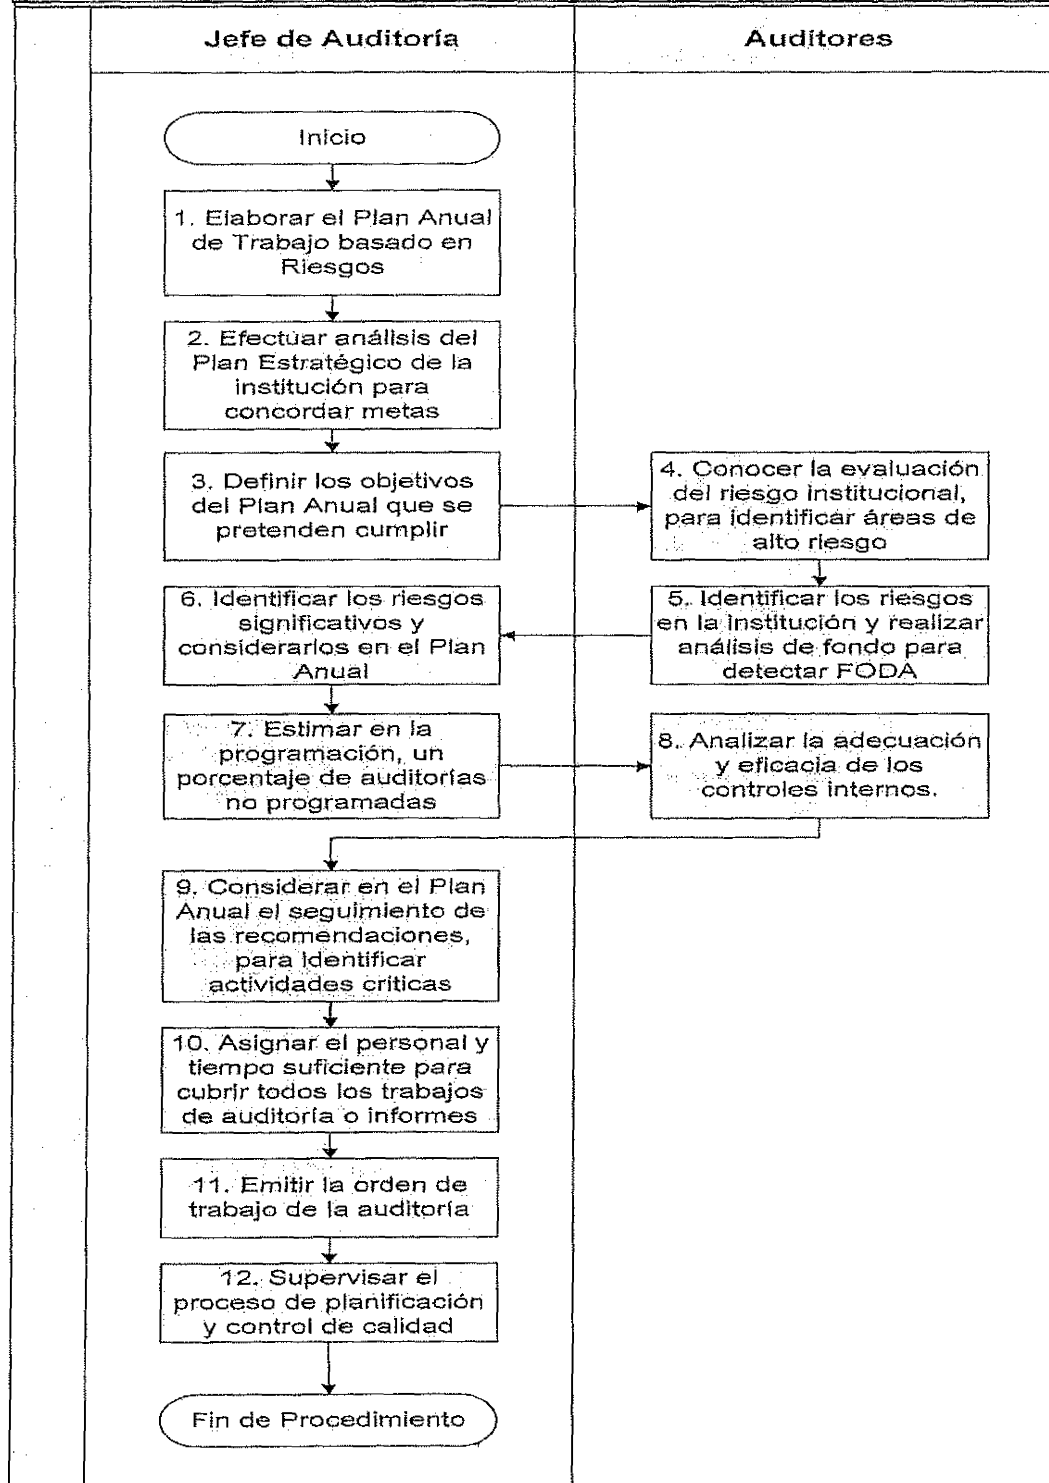 Jefe de Auditoría
Auditores
Inicio
1. Elaborar el Plan Anual
de Trabajo basado en
Riesgos
2. Efectuar análisis del
Plan Estratégico de la
institución para
concordar metas
3. Definir los objetivos
del Plan Anual que se
pretenden cumplir
4. Conocer la evaluación
del riesgo institucional,
para identificar áreas de
alto riesgo
5. Identificar los riesgos
en la institución y realizar
análisis de fondo para
detectar FODA
6. Identificar los riesgos
significativos y
considerarlos en el Plan
Anual
7. Estimar en la
programación, un
porcentaje de auditorías
no programadas
8. Analizar la adecuación
y eficacia de los
controles internos.
9. Considerar en el Plan
Anual el seguimiento de
las recomendaciones,
para identificar
actividades criticas
10. Asignar el personal y
tiempo suficiente para
cubrir todos los trabajos
de auditoría o informes
11. Emitir la orden de
trabajo de la auditoría
12. Supervisar el
proceso de planificación
y control de calidad
Fin de Procedimiento